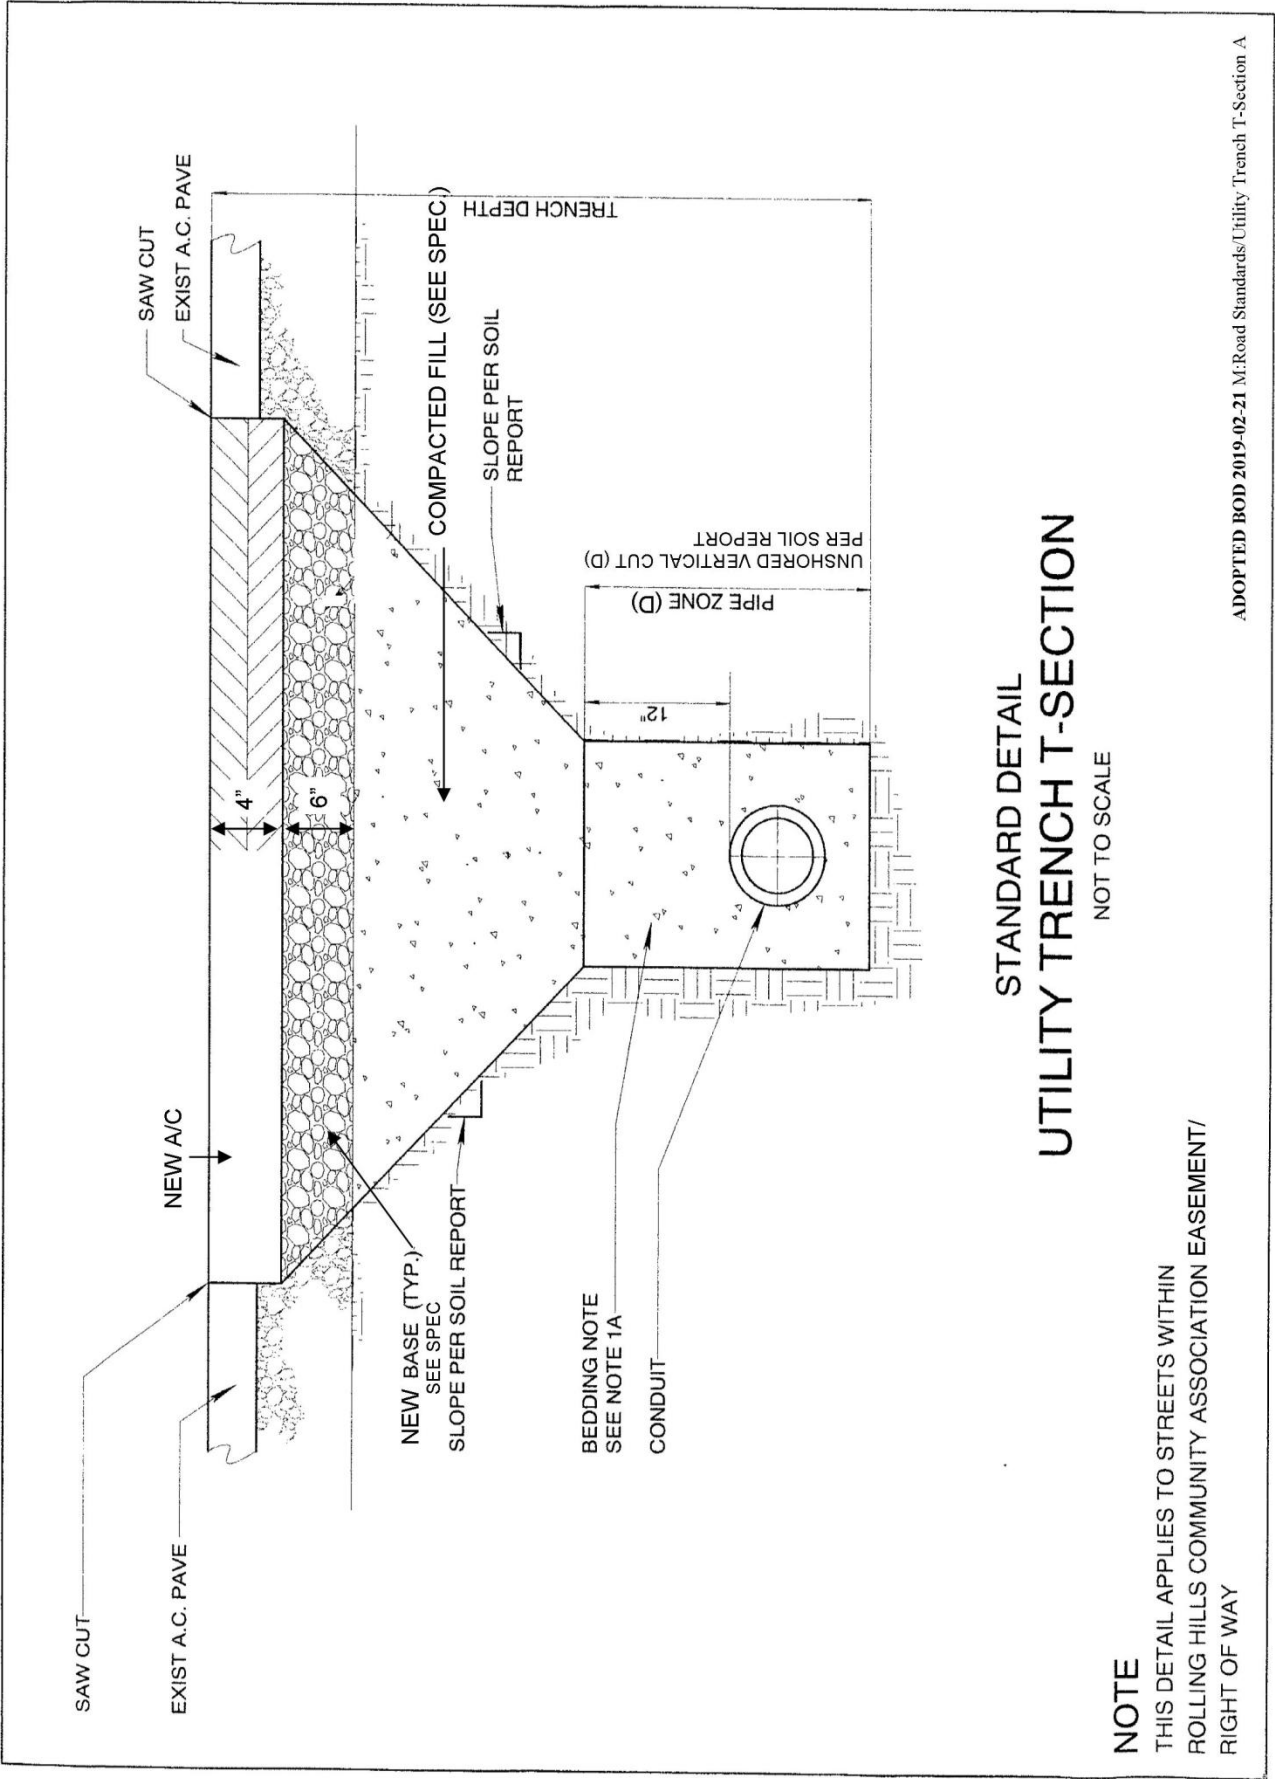 SAW CUT
EXIST A.C. PAVE
NEW A/C
SAW CUT
EXIST A.C. PAVE
4"
6"
NEW BASE (TYP.)
SEE SPEC
SLOPE PER SOIL REPORT
COMPACTED FILL (SEE SPEC.)
SLOPE PER SOIL
REPORT
TRENCH DEPTH
BEDDING NOTE
SEE NOTE 1A
CONDUIT
12"
PIPE ZONE (D)
UNSHORED VERTICAL CUT (D)
PER SOIL REPORT
STANDARD DETAIL
UTILITY TRENCH T-SECTION
NOT TO SCALE
NOTE
THIS DETAIL APPLIES TO STREETS WITHIN
ROLLING HILLS COMMUNITY ASSOCIATION EASEMENT/
RIGHT OF WAY
ADOPTED BOD 2019-02-21 M:Road Standards/Utility Trench T-Section A